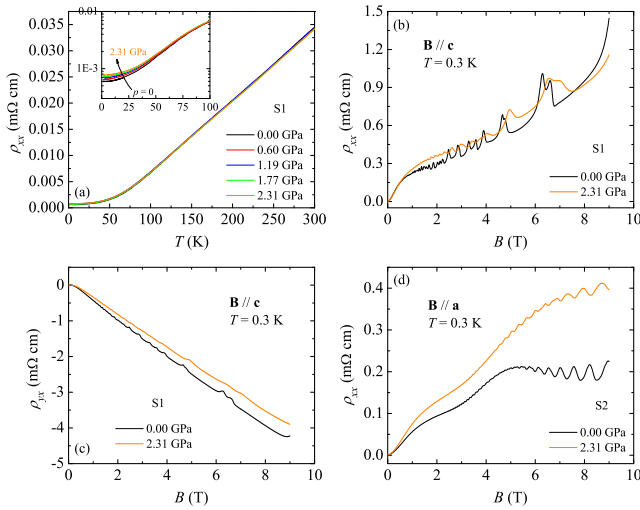 0.035
0.030
0.025
0.020
0.015
0.010
0.005
0.000
ρxx (mΩ cm)
0.01
1E-3
2.31 GPa
p = 0
0 25 50 75 100
S1
0.00 GPa
0.60 GPa
1.19 GPa
1.77 GPa
2.31 GPa
(a)
0 50 100 150 200 250 300
T (K)
(b)
B // c
T = 0.3 K
1.5
1.2
0.9
0.6
0.3
0.0
ρxx (mΩ cm)
S1
0.00 GPa
2.31 GPa
0 2 4 6 8 10
B (T)
0
-1
-2
-3
-4
-5
ρyx (mΩ cm)
B // c
T = 0.3 K
S1
0.00 GPa
2.31 GPa
(c)
0 2 4 6 8 10
B (T)
(d)
B // a
T = 0.3 K
0.4
0.3
0.2
0.1
0.0
ρxx (mΩ cm)
S2
0.00 GPa
2.31 GPa
0 2 4 6 8 10
B (T)